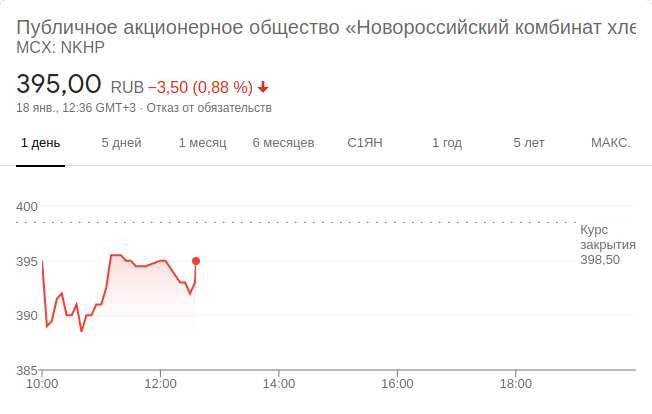 Публичное акционерное общество «Новороссийский комбинат хле
MCX: NKHP
395,00 RUB −3,50 (0,88 %)
18 янв., 12:36 GMT+3 · Отказ от обязательств
1 день 5 дней 1 месяц 6 месяцев С1ЯН 1 год 5 лет МАКС.
400
Курс
закрытия
398,50
395
390
385
10:00 12:00 14:00 16:00 18:00